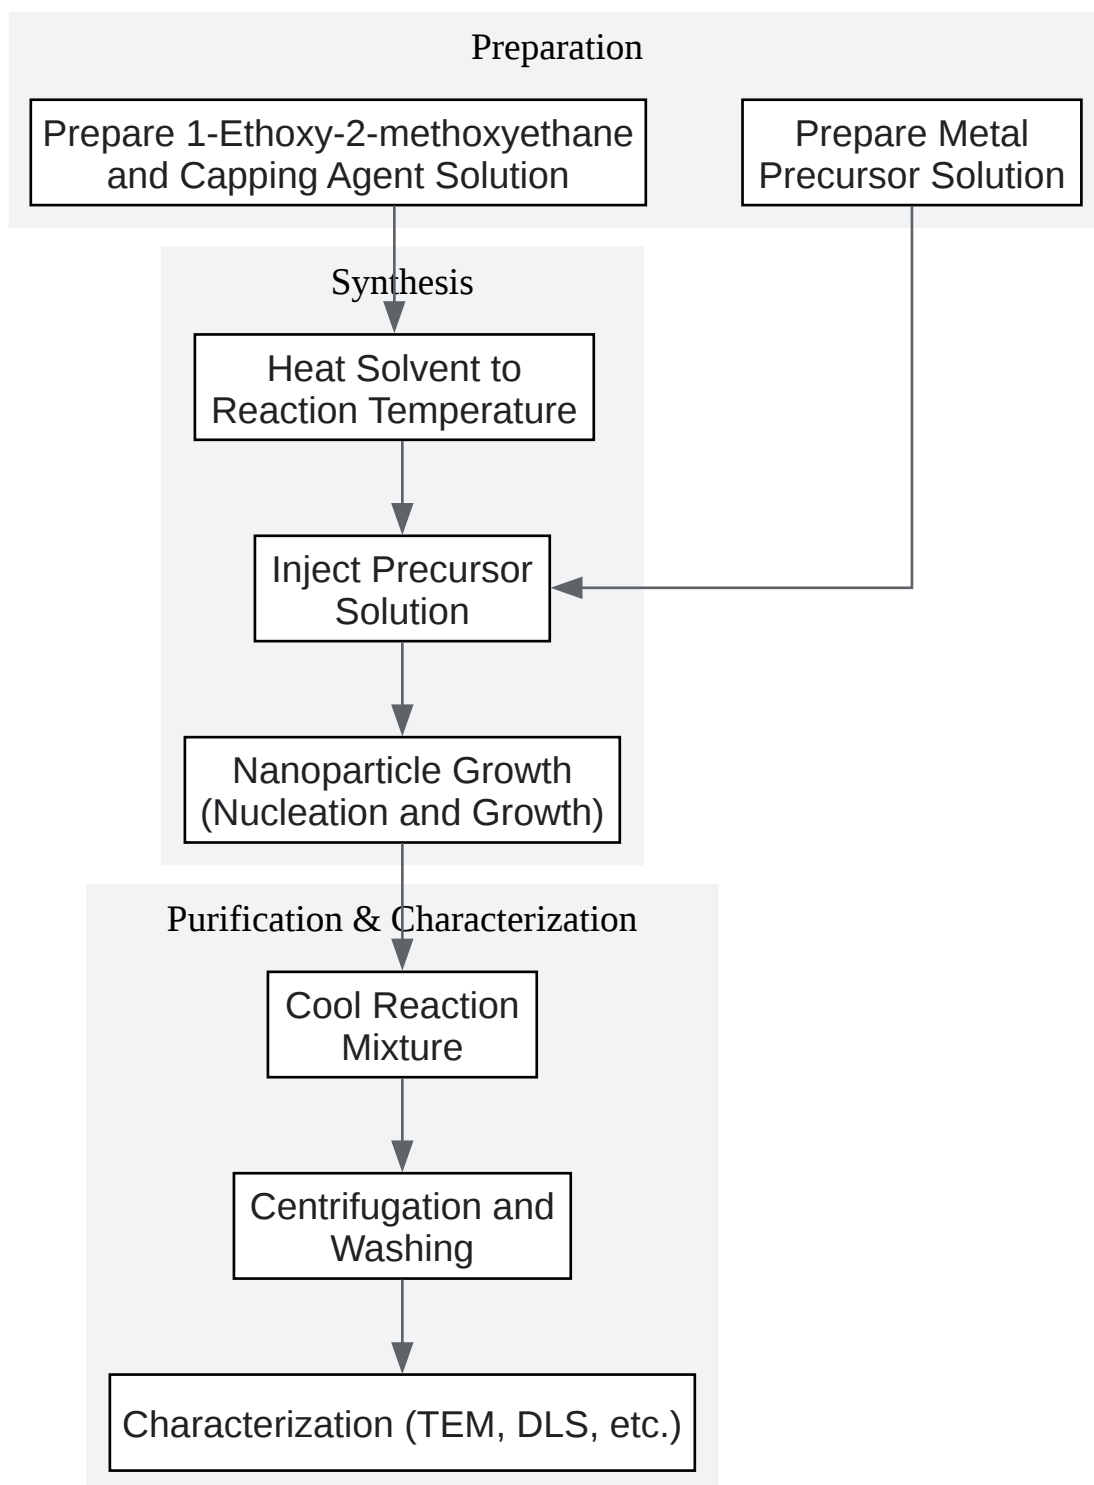 Preparation
Prepare 1-Ethoxy-2-methoxyethane
and Capping Agent Solution
Prepare Metal
Precursor Solution
Synthesis
Heat Solvent to
Reaction Temperature
Inject Precursor
Solution
Nanoparticle Growth
(Nucleation and Growth)
Purification & Characterization
Cool Reaction
Mixture
Centrifugation and
Washing
Characterization (TEM, DLS, etc.)